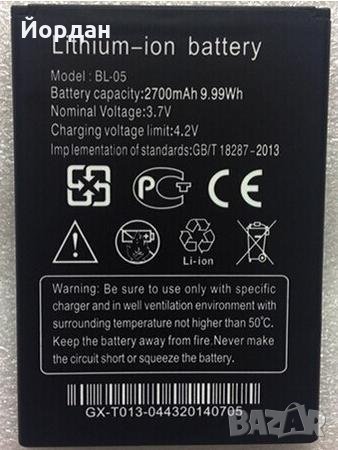 Йордан
Lithium-ion battery
Model : BL-05
Battery capacity:2700mAh 9.99Wh
Nominal Voltage:3.7V
Charging voltage limit:4.2V
Implementation of standards:GB/T 18287-2013
PCT CE
Li-ion
Warning: Be sure to use only with specific
charger and in well ventilation environment with
surrounding temperature not higher than 50℃.
Keep the battery away from fire.Never make
the circuit short or squeeze the battery.
GX-T013-044320140705
БАЗАР